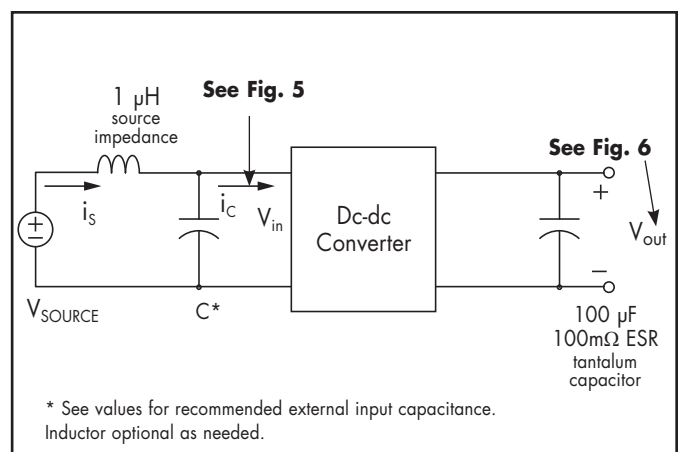 See Fig. 5
1 µH
source
impedance
See Fig. 6
+
i_S
i_C
V_in
Dc-dc
Converter
V_out
±
−
V_SOURCE
C*
100 µF
100mΩ ESR
tantalum
capacitor
* See values for recommended external input capacitance.
Inductor optional as needed.